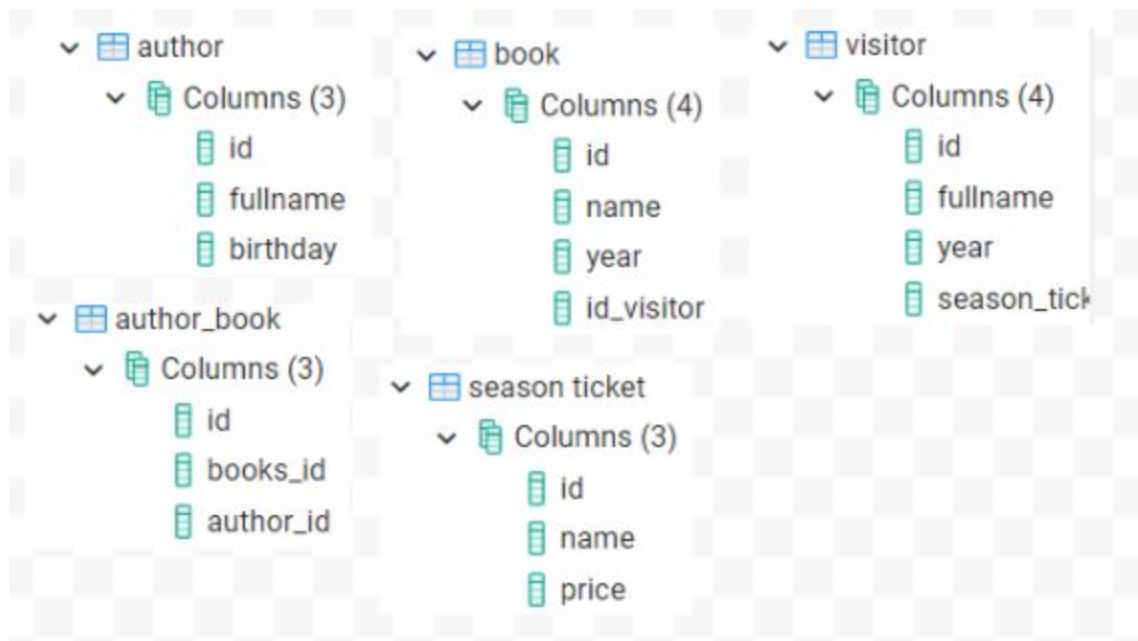 author
Columns (3)
id
fullname
birthday
book
Columns (4)
id
name
year
id_visitor
visitor
Columns (4)
id
fullname
year
season_tick
author_book
Columns (3)
id
books_id
author_id
season ticket
Columns (3)
id
name
price